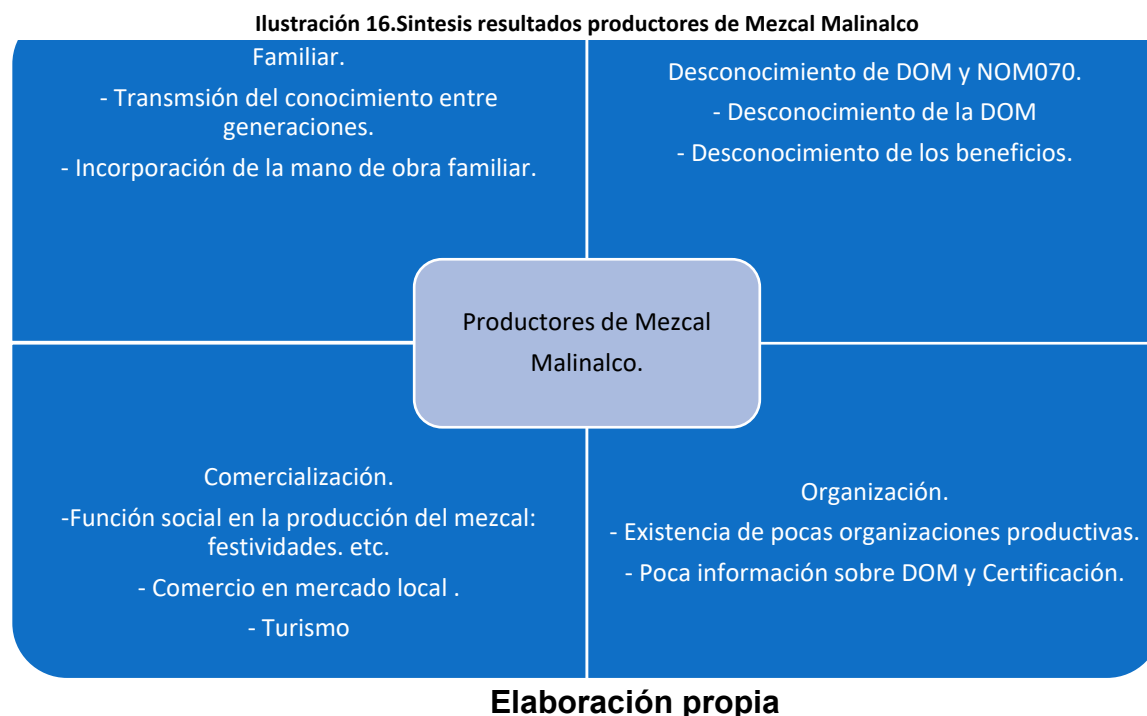 Ilustración 16.Sintesis resultados productores de Mezcal Malinalco
Familiar.
- Transmsión del conocimiento entre
generaciones.
- Incorporación de la mano de obra familiar.
Desconocimiento de DOM y NOM070.
- Desconocimiento de la DOM
- Desconocimiento de los beneficios.
Productores de Mezcal
Malinalco.
Comercialización.
-Función social en la producción del mezcal:
festividades. etc.
- Comercio en mercado local .
- Turismo
Organización.
- Existencia de pocas organizaciones productivas.
- Poca información sobre DOM y Certificación.
Elaboración propia